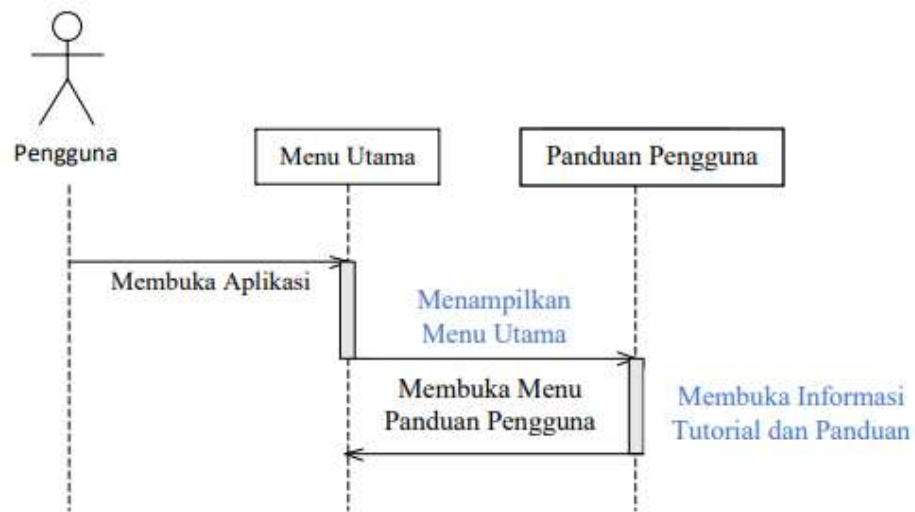 Pengguna
Menu Utama
Panduan Pengguna
Membuka Aplikasi
Menampilkan
Menu Utama
Membuka Menu
Panduan Pengguna
Membuka Informasi
Tutorial dan Panduan